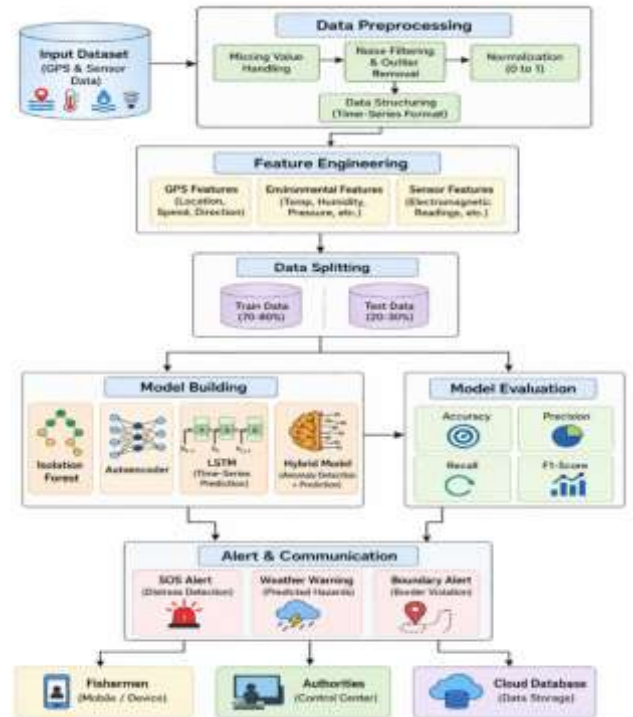 Data Preprocessing
Input Dataset
(GPS & Sensor
Data)
Missing Value
Handling
Noise Filtering
& Outlier
Removal
Normalization
(0 to 1)
Data Structuring
(Time-Series Format)
Feature Engineering
GPS Features
(Location,
Speed, Direction)
Environmental Features
(Temp, Humidity,
Pressure, etc.)
Sensor Features
(Electromagnetic
Readings, etc.)
Data Splitting
Train Data
(70-80%)
Test Data
(20-30%)
Model Building
Isolation
Forest
Autoencoder
LSTM
(Time-Series
Prediction)
Hybrid Model
(Anomaly Detection
+ Prediction)
Model Evaluation
Accuracy
Precision
Recall
F1-Score
Alert & Communication
SOS Alert
(Distress Detection)
Weather Warning
(Predicted Hazards)
Boundary Alert
(Border Violation)
Fishermen
(Mobile / Device)
Authorities
(Control Center)
Cloud Database
(Data Storage)